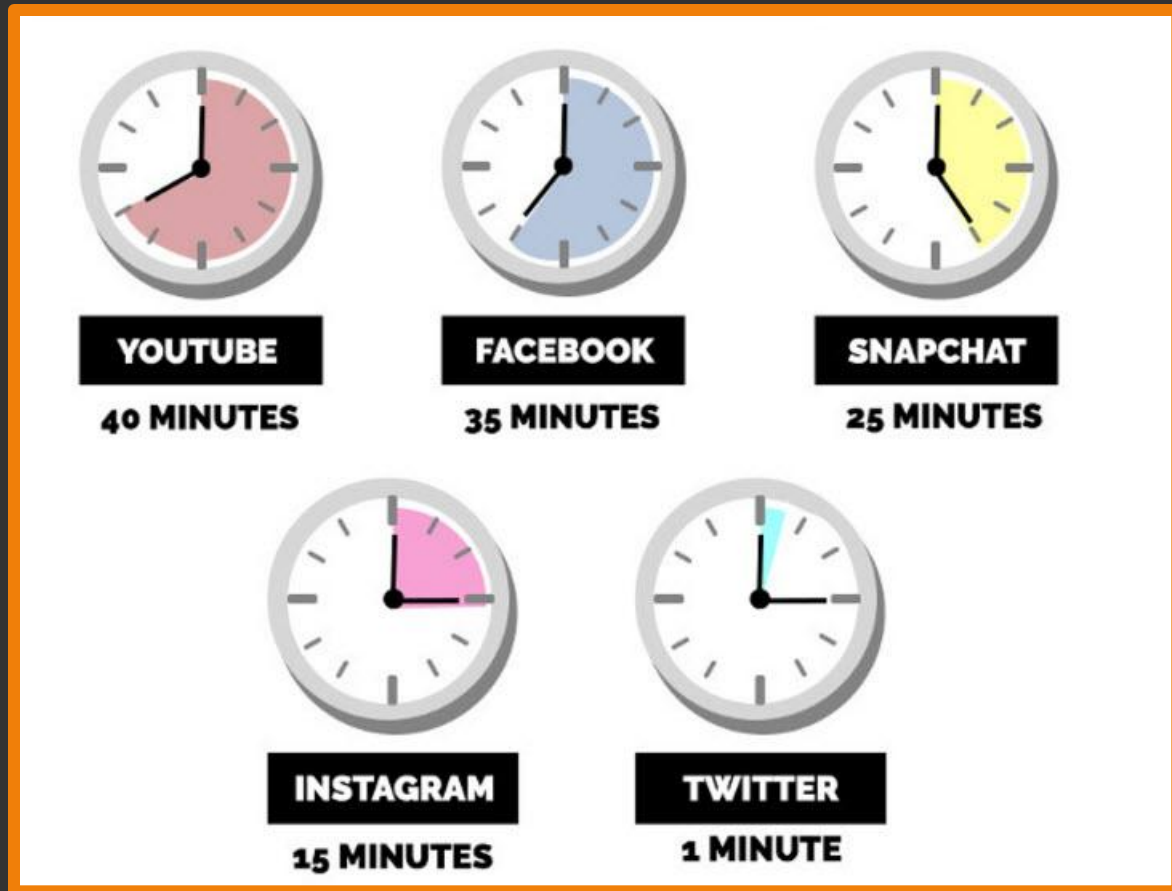 YOUTUBE
40 MINUTES
FACEBOOK
35 MINUTES
SNAPCHAT
25 MINUTES
INSTAGRAM
15 MINUTES
TWITTER
1 MINUTE